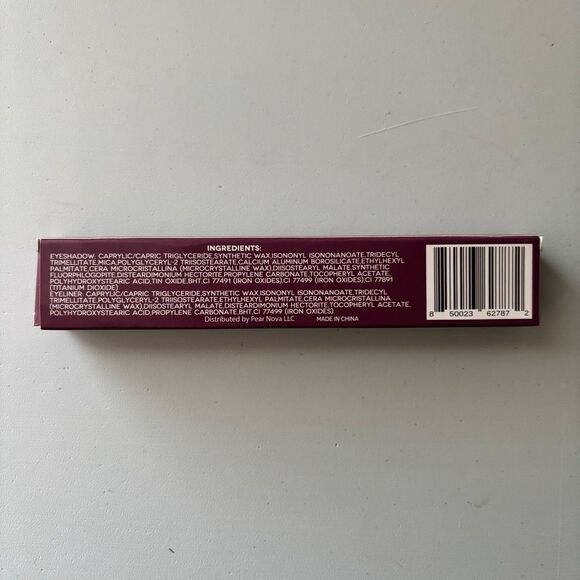 INGREDIENTS:
EYESHADOW: CAPRYLIC/CAPRIC TRIGLYCERIDE,SYNTHETIC WAX,ISONONYL ISONONANOATE,TRIDECYL
TRIMELLITATE,MICA,POLYGLYCERYL-2 TRIISOSTEARATE,CALCIUM ALUMINUM BOROSILICATE,ETHYLHEXYL
PALMITATE,CERA MICROCRISTALLINA (MICROCRYSTALLINE WAX),DIISOSTEARYL MALATE,SYNTHETIC
FLUORPHLOGOPITE,DISTEARDIMONIUM HECTORITE,PROPYLENE CARBONATE,TOCOPHERYL ACETATE,
POLYHYDROXYSTEARIC ACID,TIN OXIDE,BHT,CI 77491 (IRON OXIDES),CI 77499 (IRON OXIDES),CI 77891
(TITANIUM DIOXIDE)
EYELINER: CAPRYLIC/CAPRIC TRIGLYCERIDE,SYNTHETIC WAX,ISONONYL ISONONANOATE,TRIDECYL
TRIMELLITATE,POLYGLYCERYL-2 TRIISOSTEARATE,ETHYLHEXYL PALMITATE,CERA MICROCRISTALLINA
(MICROCRYSTALLINE WAX),DIISOSTEARYL MALATE,DISTEARDIMONIUM HECTORITE,TOCOPHERYL ACETATE,
POLYHYDROXYSTEARIC ACID,PROPYLENE CARBONATE,BHT,CI 77499 (IRON OXIDES)
Distributed by Pear Nova LLC MADE IN CHINA
8 50023 62787 2